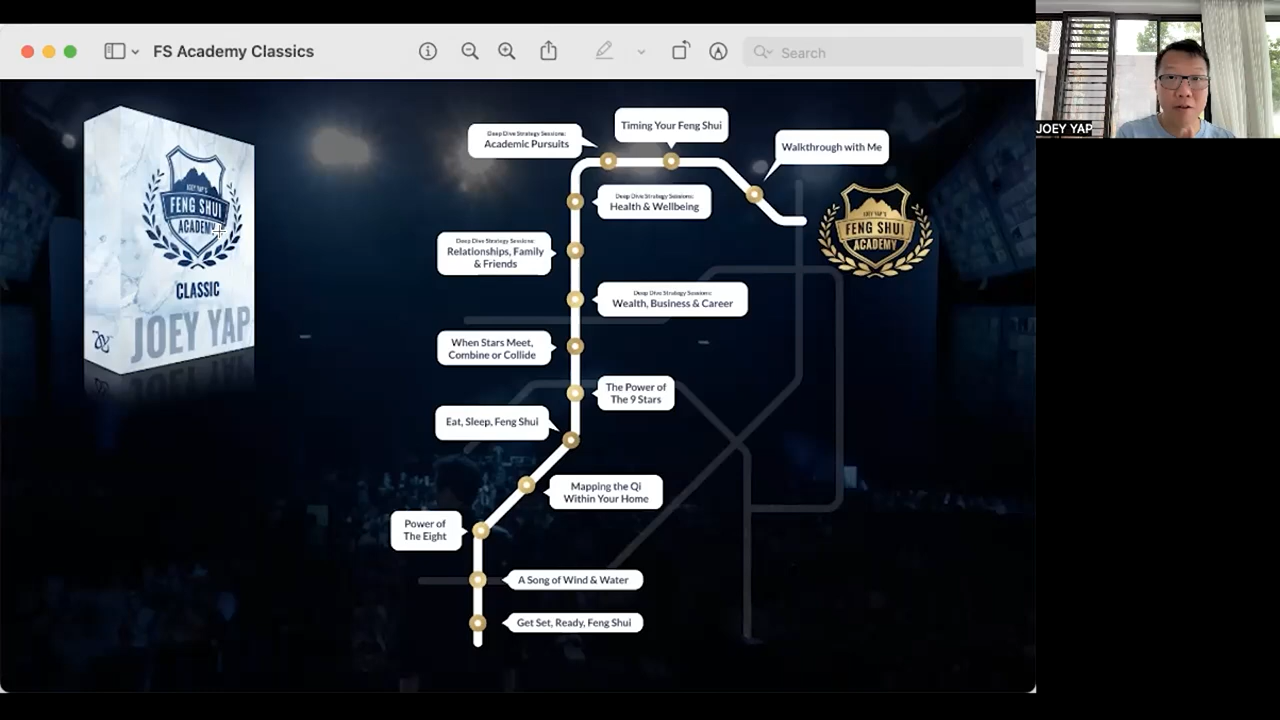 FS Academy Classics
Search
JOEY YAP
JOEY YAP'S
FENG SHUI
ACADEMY
CLASSIC
JOEY YAP
Deep Dive Strategy Sessions:
Academic Pursuits
Timing Your Feng Shui
Walkthrough with Me
JOEY YAP'S
FENG SHUI
ACADEMY
Deep Dive Strategy Sessions:
Health & Wellbeing
Deep Dive Strategy Sessions:
Relationships, Family
& Friends
Deep Dive Strategy Sessions:
Wealth, Business & Career
When Stars Meet,
Combine or Collide
The Power of
The 9 Stars
Eat, Sleep, Feng Shui
Mapping the Qi
Within Your Home
Power of
The Eight
A Song of Wind & Water
Get Set, Ready, Feng Shui